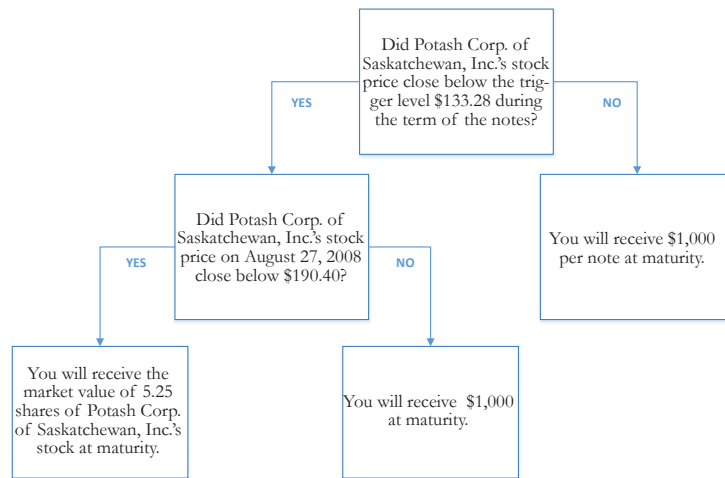 Did Potash Corp. of
Saskatchewan, Inc.'s stock
price close below the trig-
ger level $133.28 during
the term of the notes?
YES
NO
Did Potash Corp. of
Saskatchewan, Inc.'s stock
price on August 27, 2008
close below $190.40?
You will receive $1,000
per note at maturity.
YES
NO
You will receive the
market value of 5.25
shares of Potash Corp.
of Saskatchewan, Inc.'s
stock at maturity.
You will receive $1,000
at maturity.